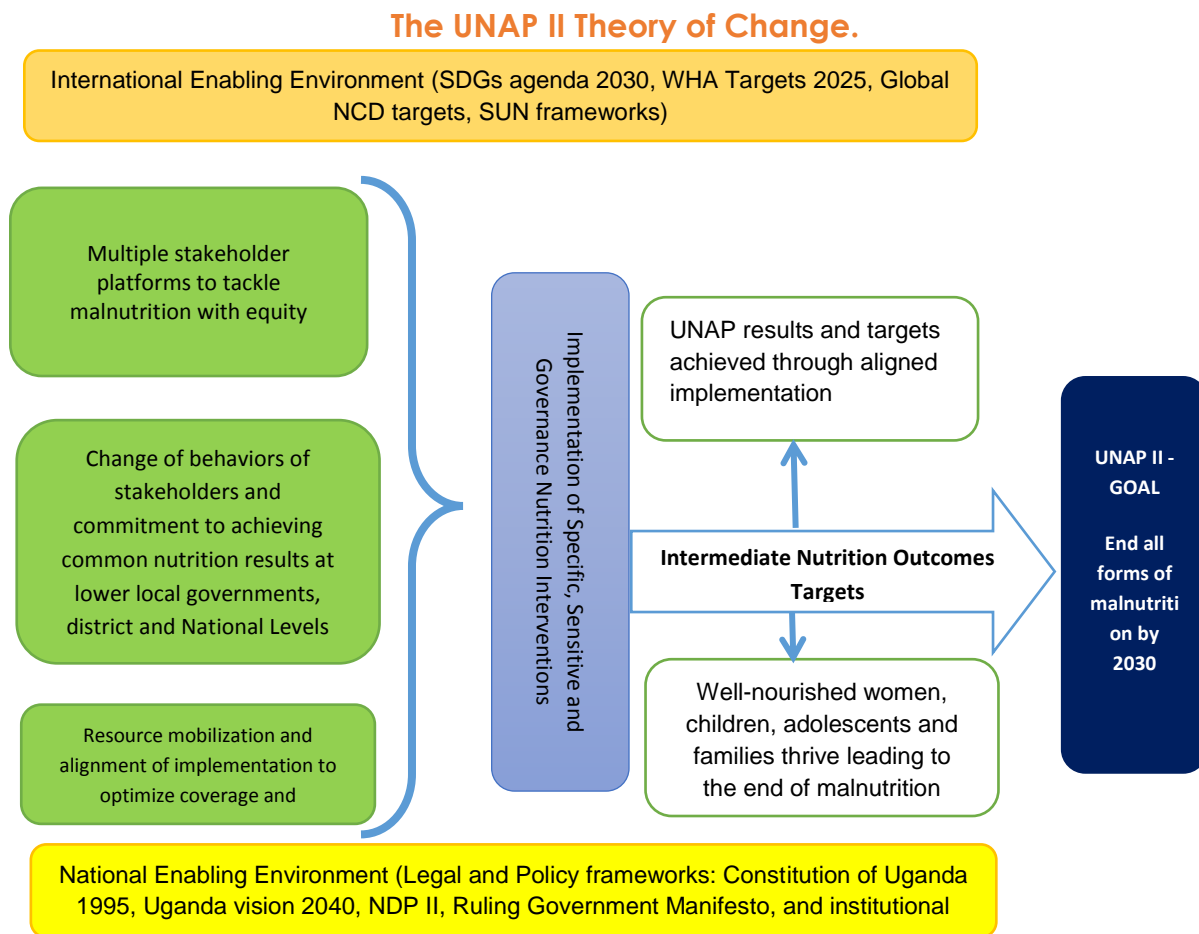 The UNAP II Theory of Change.
International Enabling Environment (SDGs agenda 2030, WHA Targets 2025, Global
NCD targets, SUN frameworks)
Multiple stakeholder
platforms to tackle
malnutrition with equity
Change of behaviors of
stakeholders and
commitment to achieving
common nutrition results at
lower local governments,
district and National Levels
Resource mobilization and
alignment of implementation to
optimize coverage and
Implementation of Specific, Sensitive and
Governance Nutrition Interventions
UNAP results and targets
achieved through aligned
implementation
Intermediate Nutrition Outcomes
Targets
Well-nourished women,
children, adolescents and
families thrive leading to
the end of malnutrition
UNAP II -
GOAL
End all
forms of
malnutriti
on by
2030
National Enabling Environment (Legal and Policy frameworks: Constitution of Uganda
1995, Uganda vision 2040, NDP II, Ruling Government Manifesto, and institutional